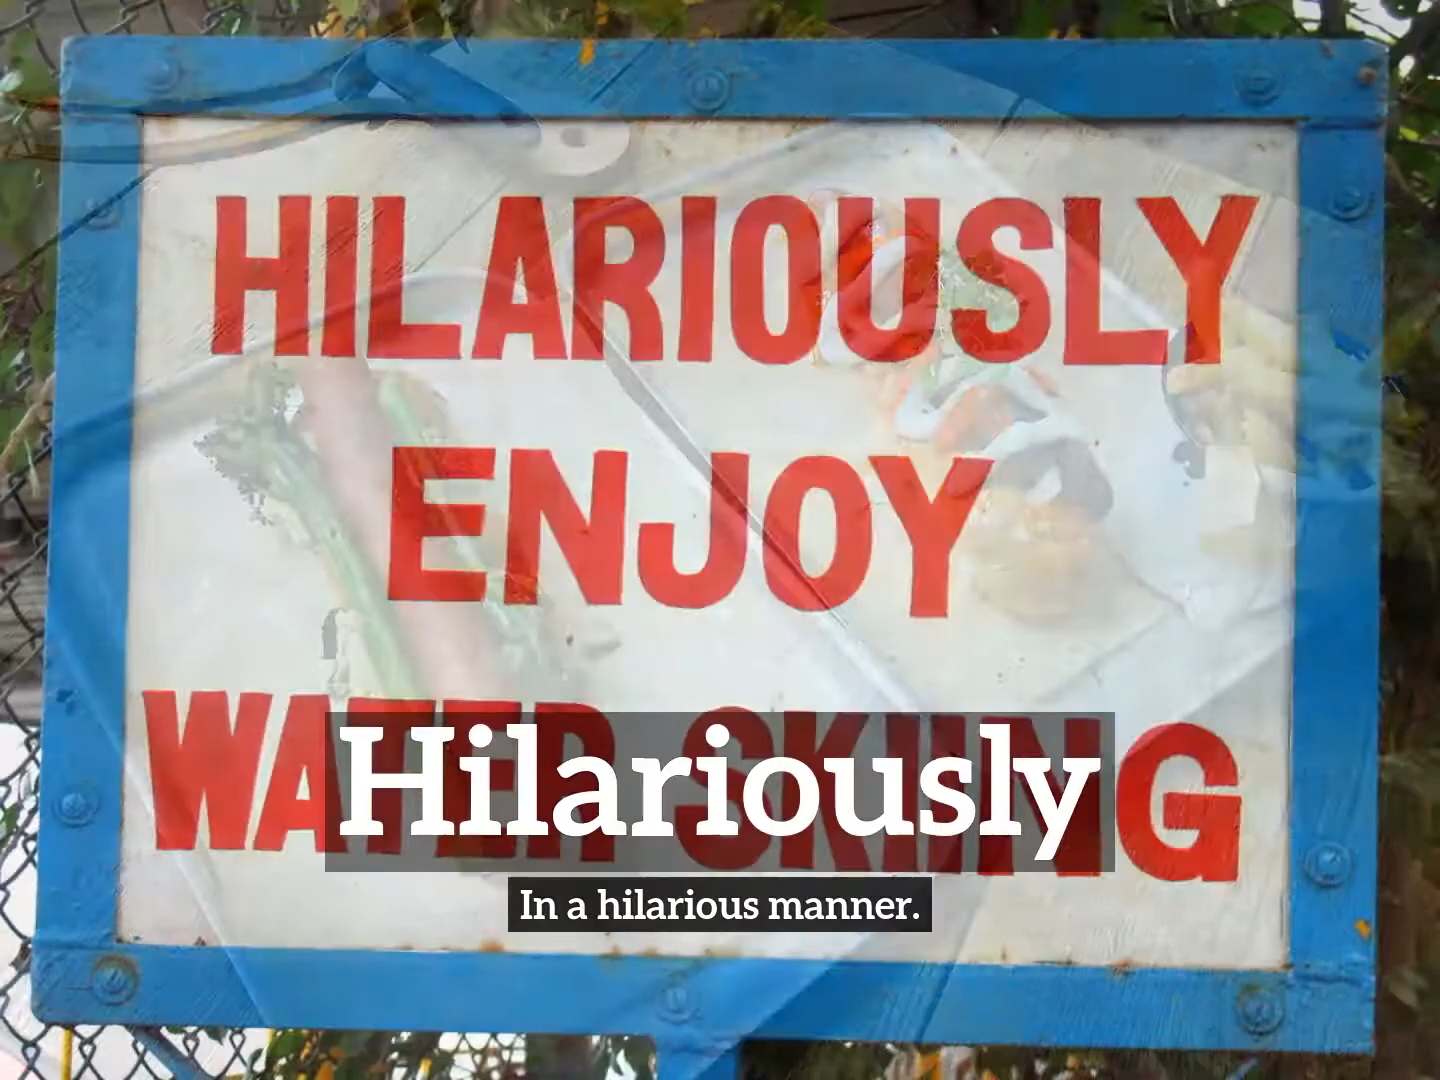 HILARIOUSLY
ENJOY
WATER SKIING
Hilariously
In a hilarious manner.